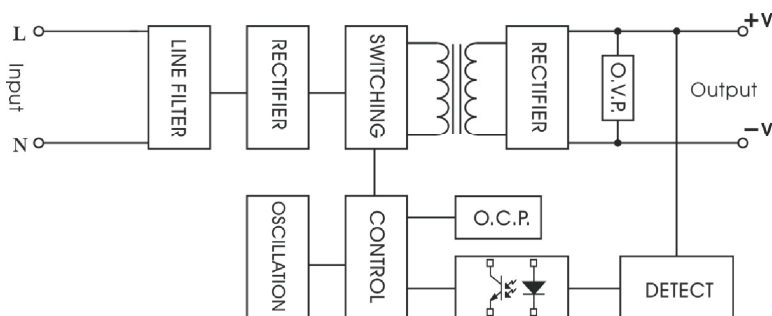 L
Input
N
LINE FILTER
RECTIFIER
SWITCHING
RECTIFIER
O.V.P.
+V
Output
-V
OSCILLATION
CONTROL
O.C.P.
DETECT